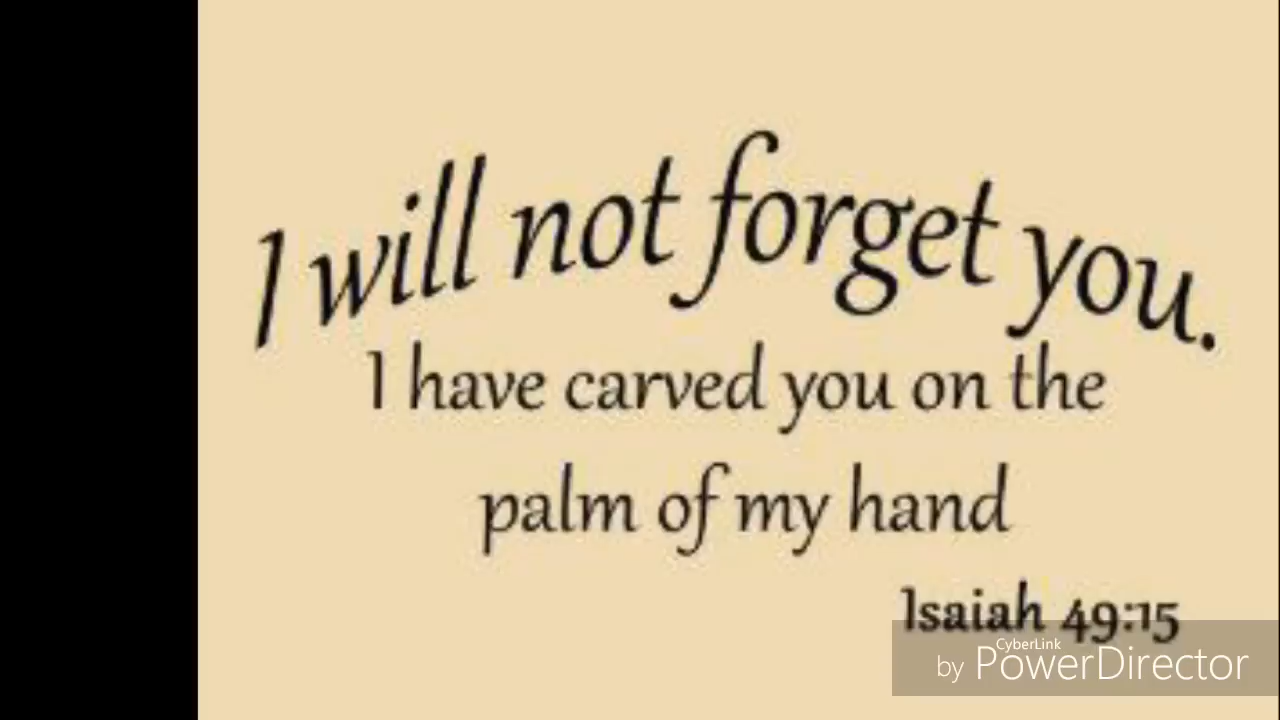 I will not forget you.
I have carved you on the
palm of my hand
Isaiah 49:15
CyberLink
by PowerDirector